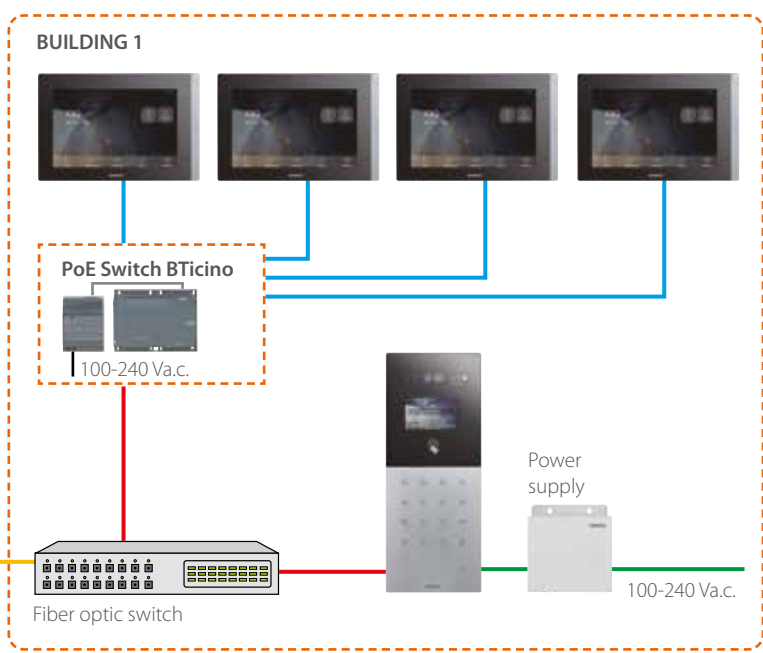 BUILDING 1
PoE Switch BTicino
100-240 Va.c.
Power
supply
100-240 Va.c.
Fiber optic switch